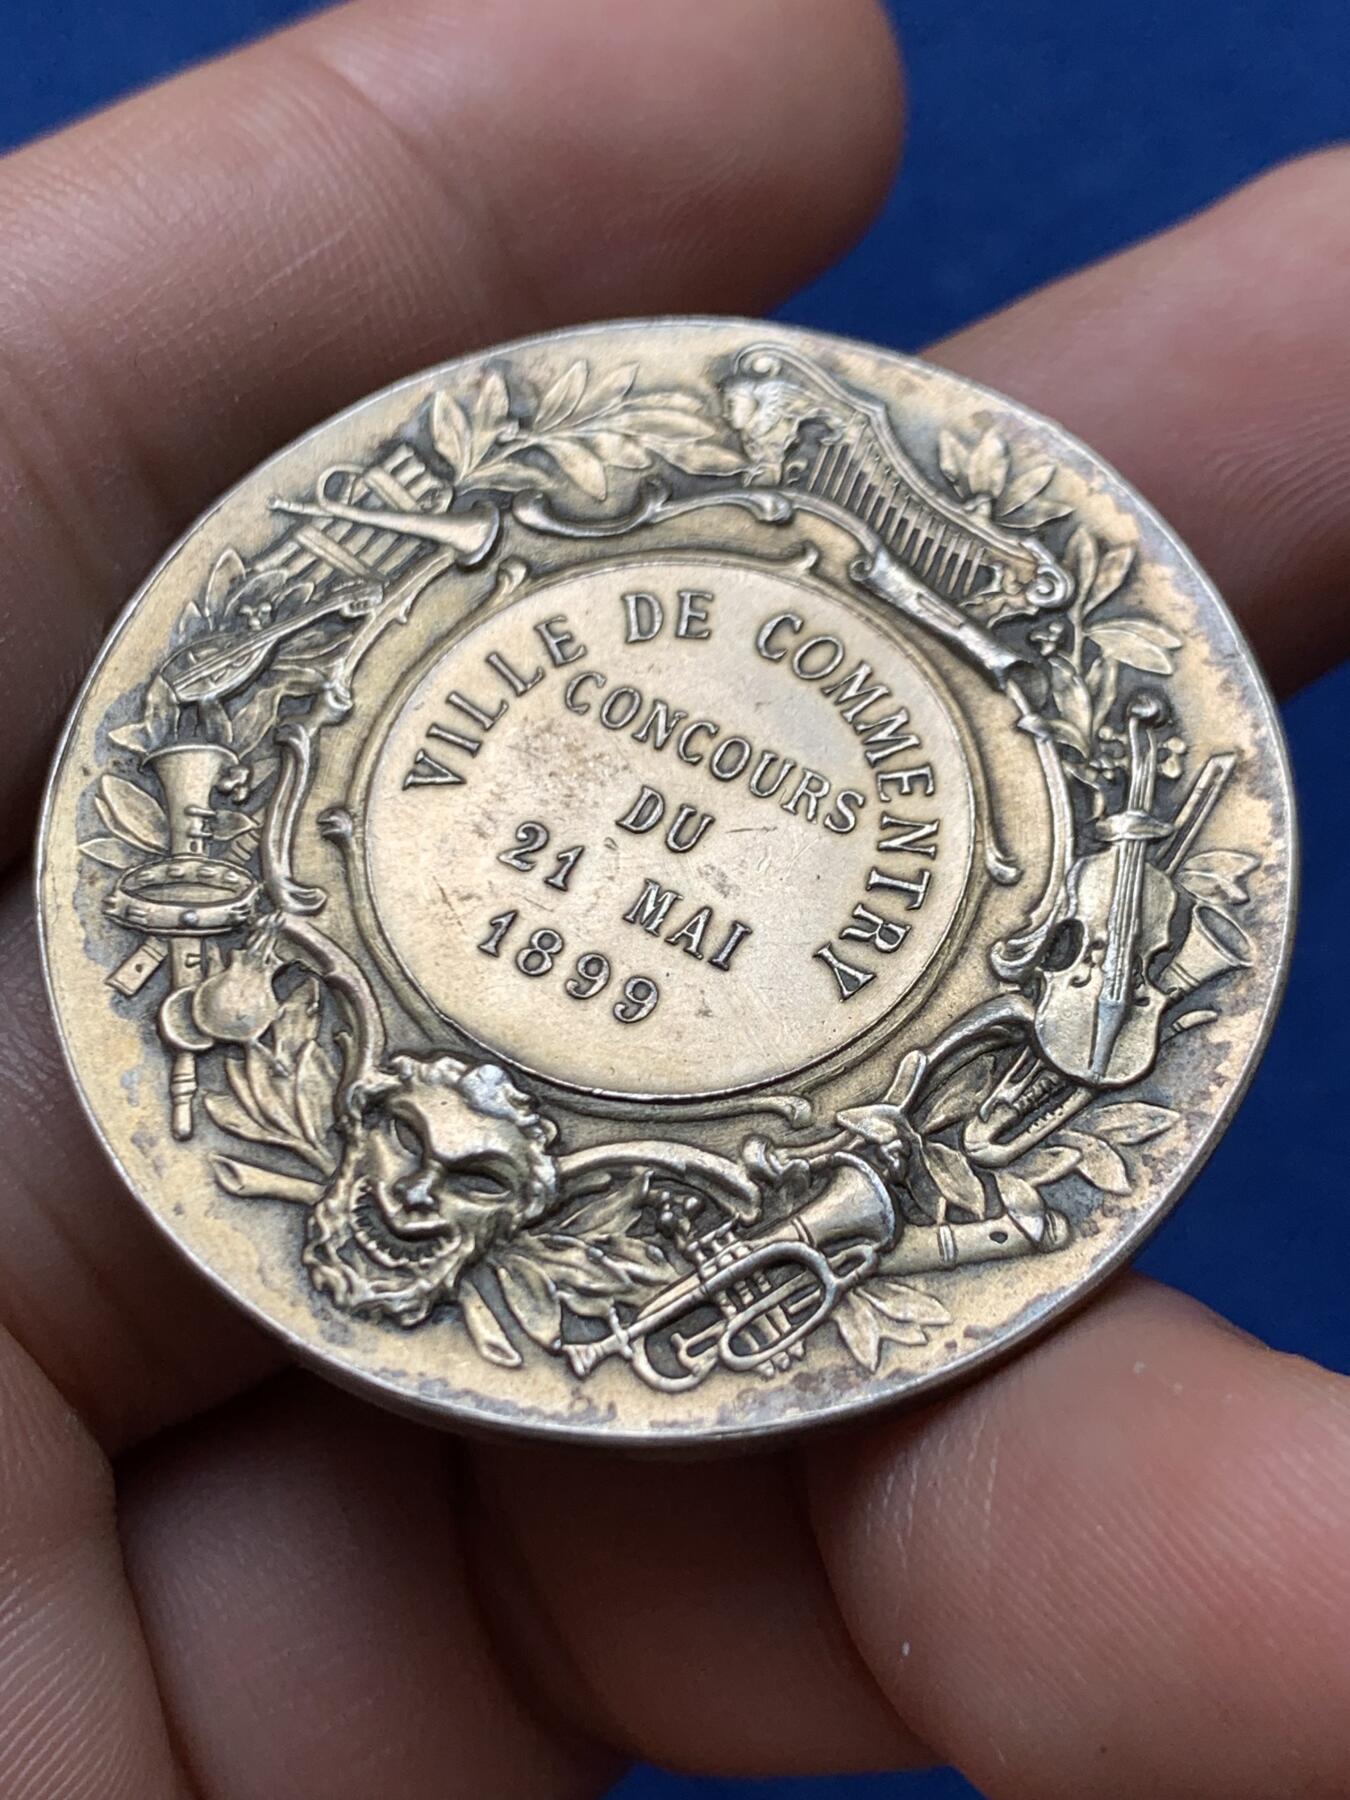 VILLE DE COMMENTRY
CONCOURS
DU
21 MAI
1899